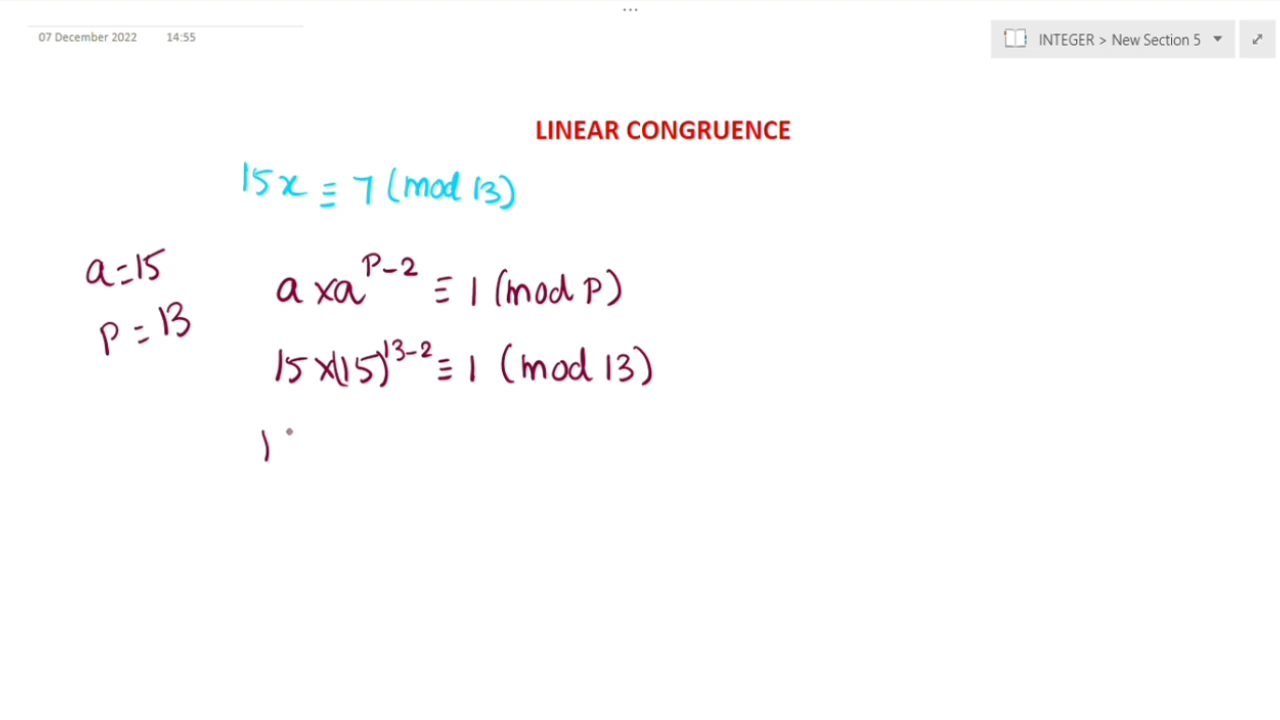 ...
07 December 2022 14:55
INTEGER > New Section 5
LINEAR CONGRUENCE
15x ≡ 7 (mod 13)
a=15
a × a^{P-2} ≡ 1 (mod P)
P = 13
15 × (15)^{13-2} ≡ 1 (mod 13)
1